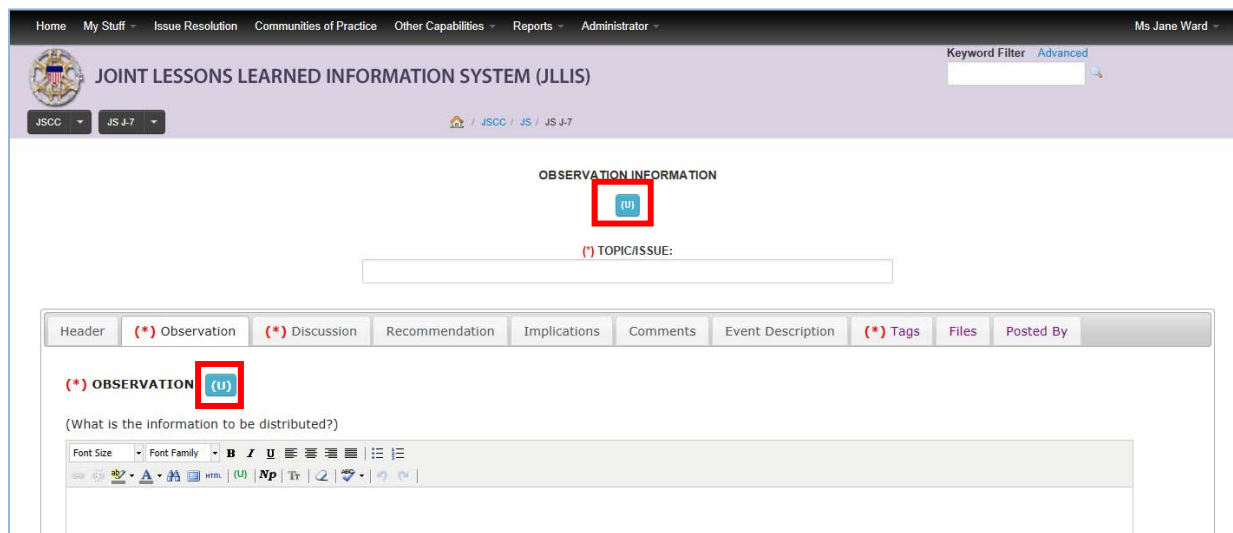 Home My Stuff Issue Resolution Communities of Practice Other Capabilities Reports Administrator Ms Jane Ward
Keyword Filter Advanced
JOINT LESSONS LEARNED INFORMATION SYSTEM (JLLIS)
JSCC JS J-7 / JSCC / JS / JS J-7
OBSERVATION INFORMATION
(U)
(*) TOPIC/ISSUE:
Header (*) Observation (*) Discussion Recommendation Implications Comments Event Description (*) Tags Files Posted By
(*) OBSERVATION (U)
(What is the information to be distributed?)
Font Size Font Family B I U
ab A HTML (U) Np Tr ABC